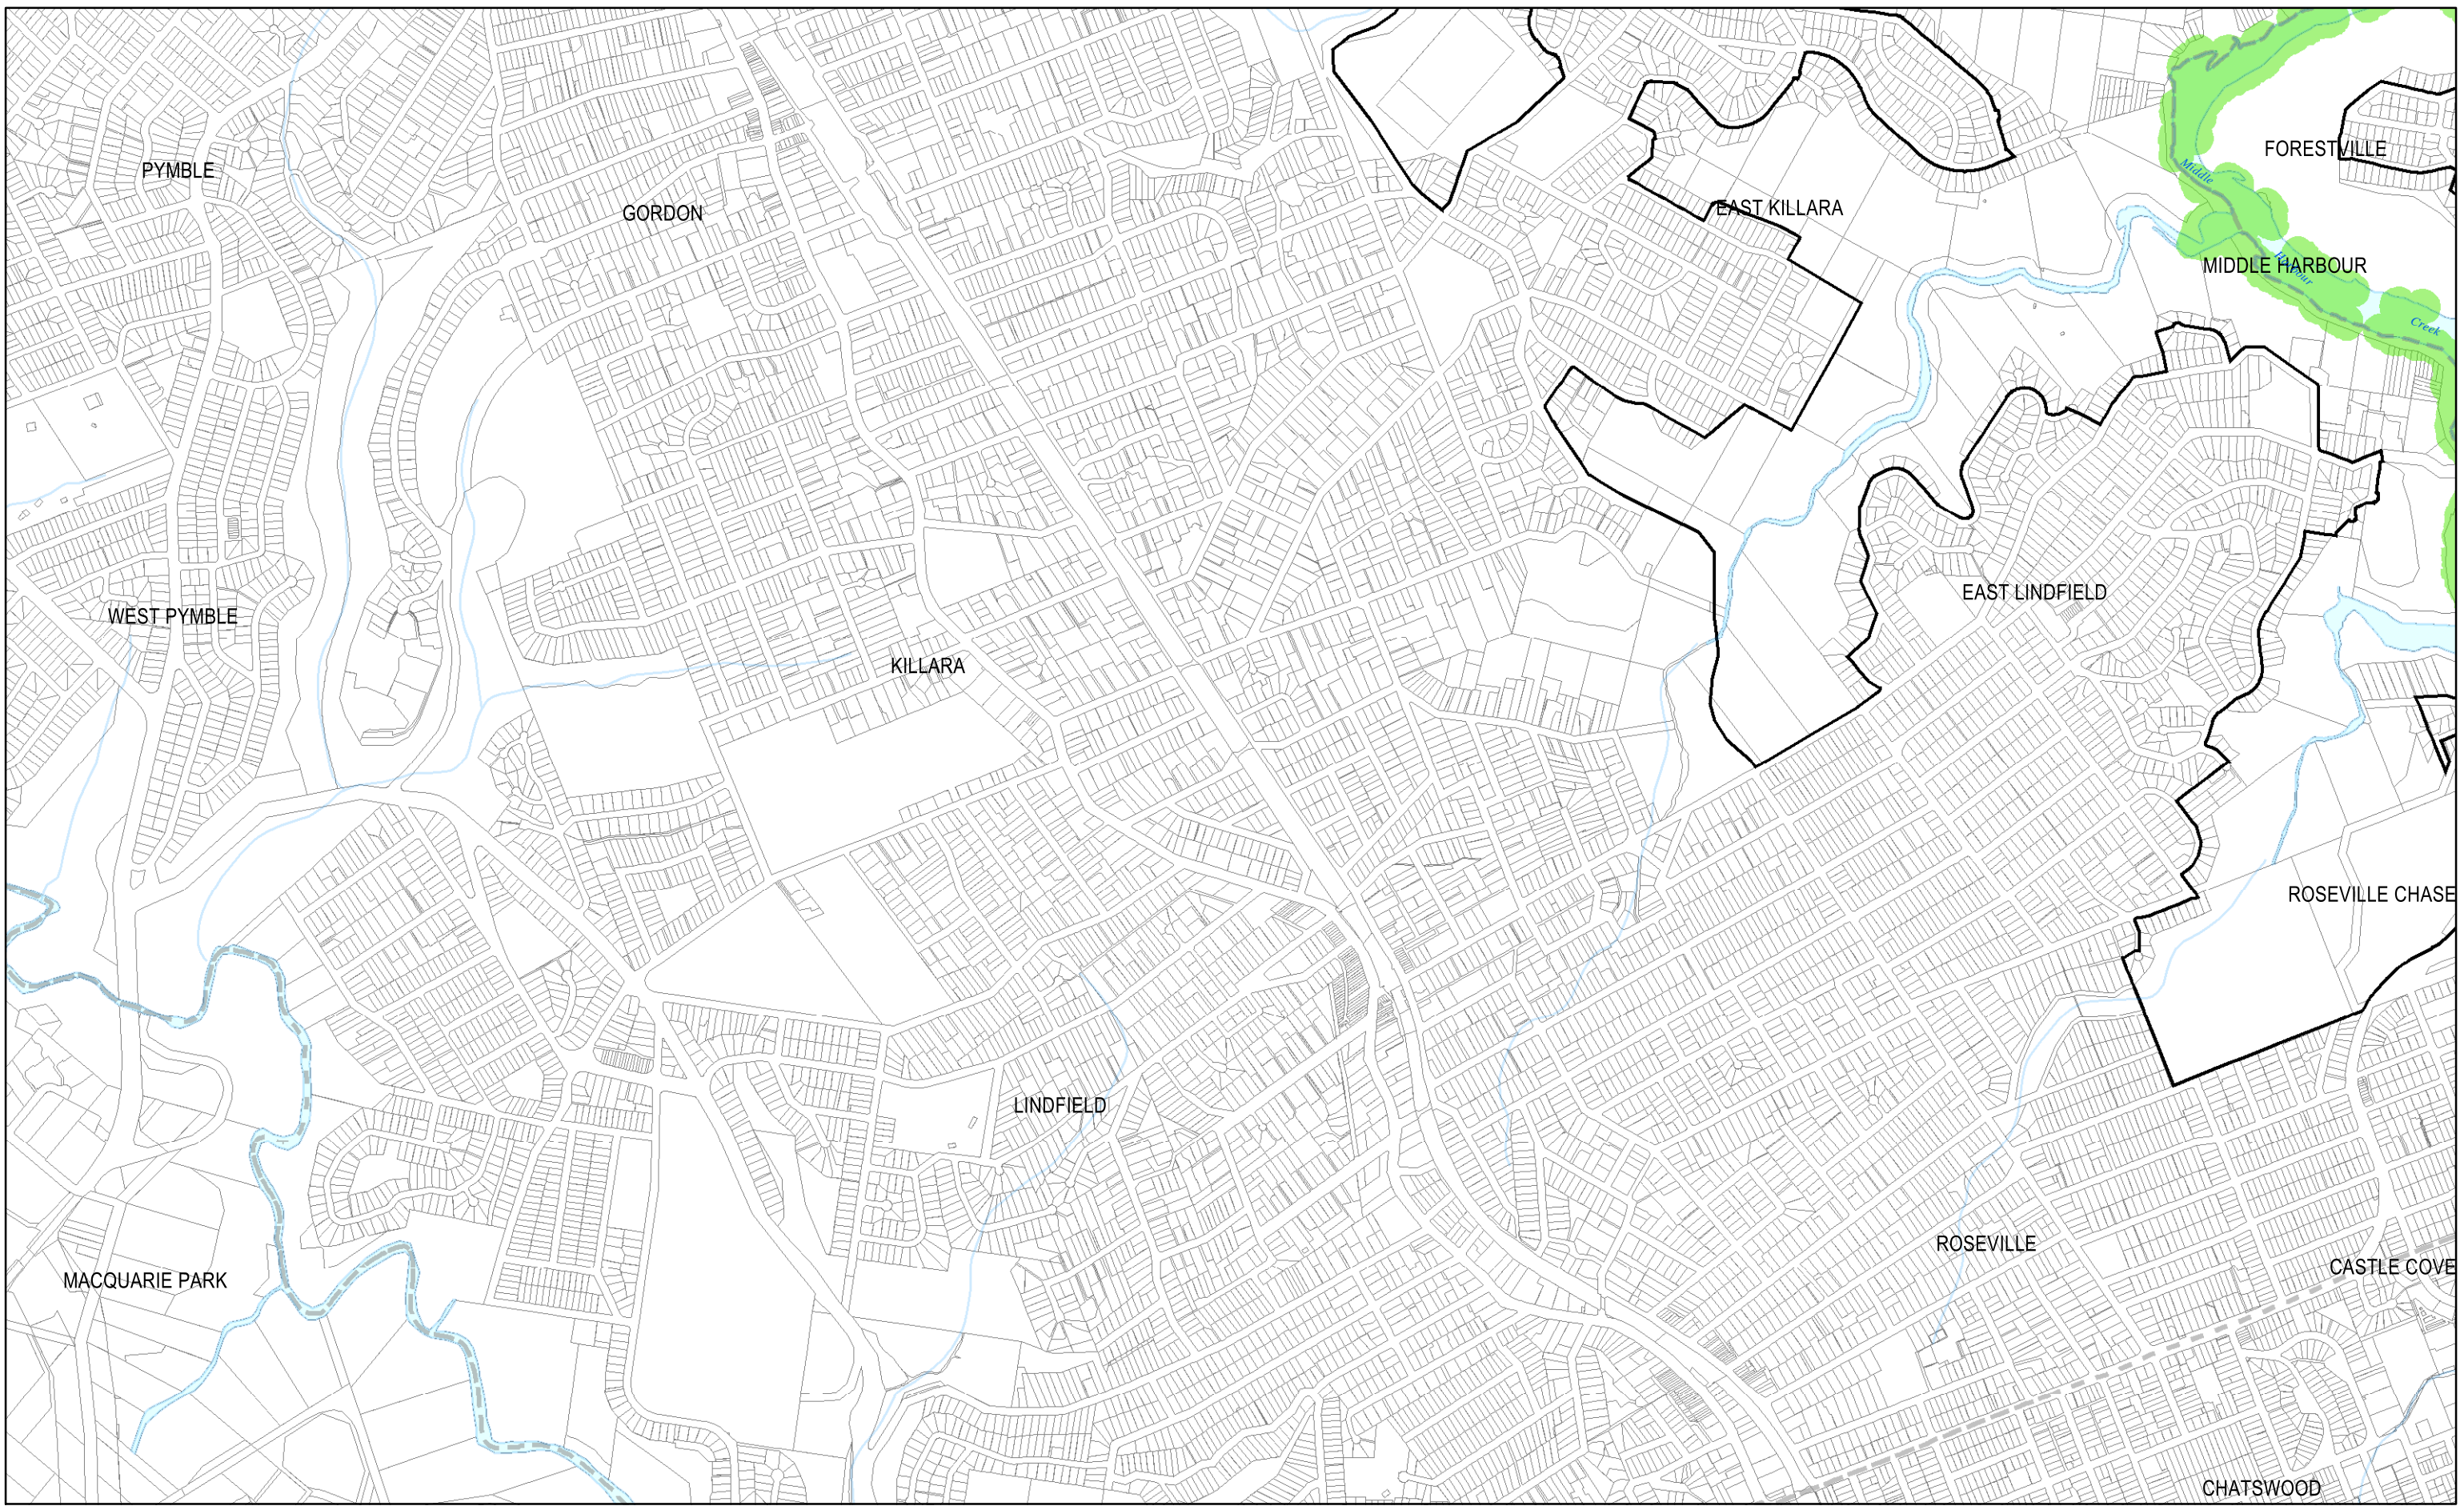 FORESTVILLE
PYMBLE
Middle
EAST KILLARA
GORDON
MIDDLE HARBOUR
Harbour
Creek
EAST LINDFIELD
WEST PYMBLE
KILLARA
ROSEVILLE CHASE
LINDFIELD
ROSEVILLE
CASTLE COVE
MACQUARIE PARK
CHATSWOOD